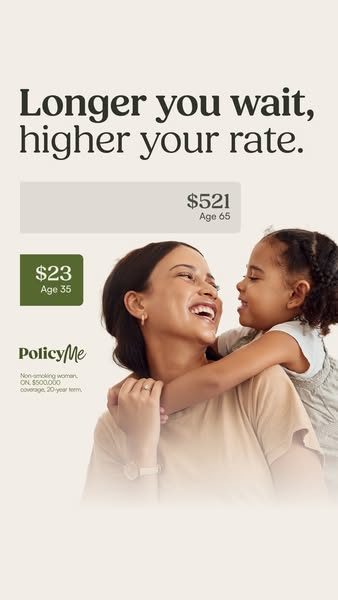 Longer you wait,
higher your rate.
$521
Age 65
$23
Age 35
PolicyMe
Non-smoking woman,
ON, $500,000
coverage, 20-year term.